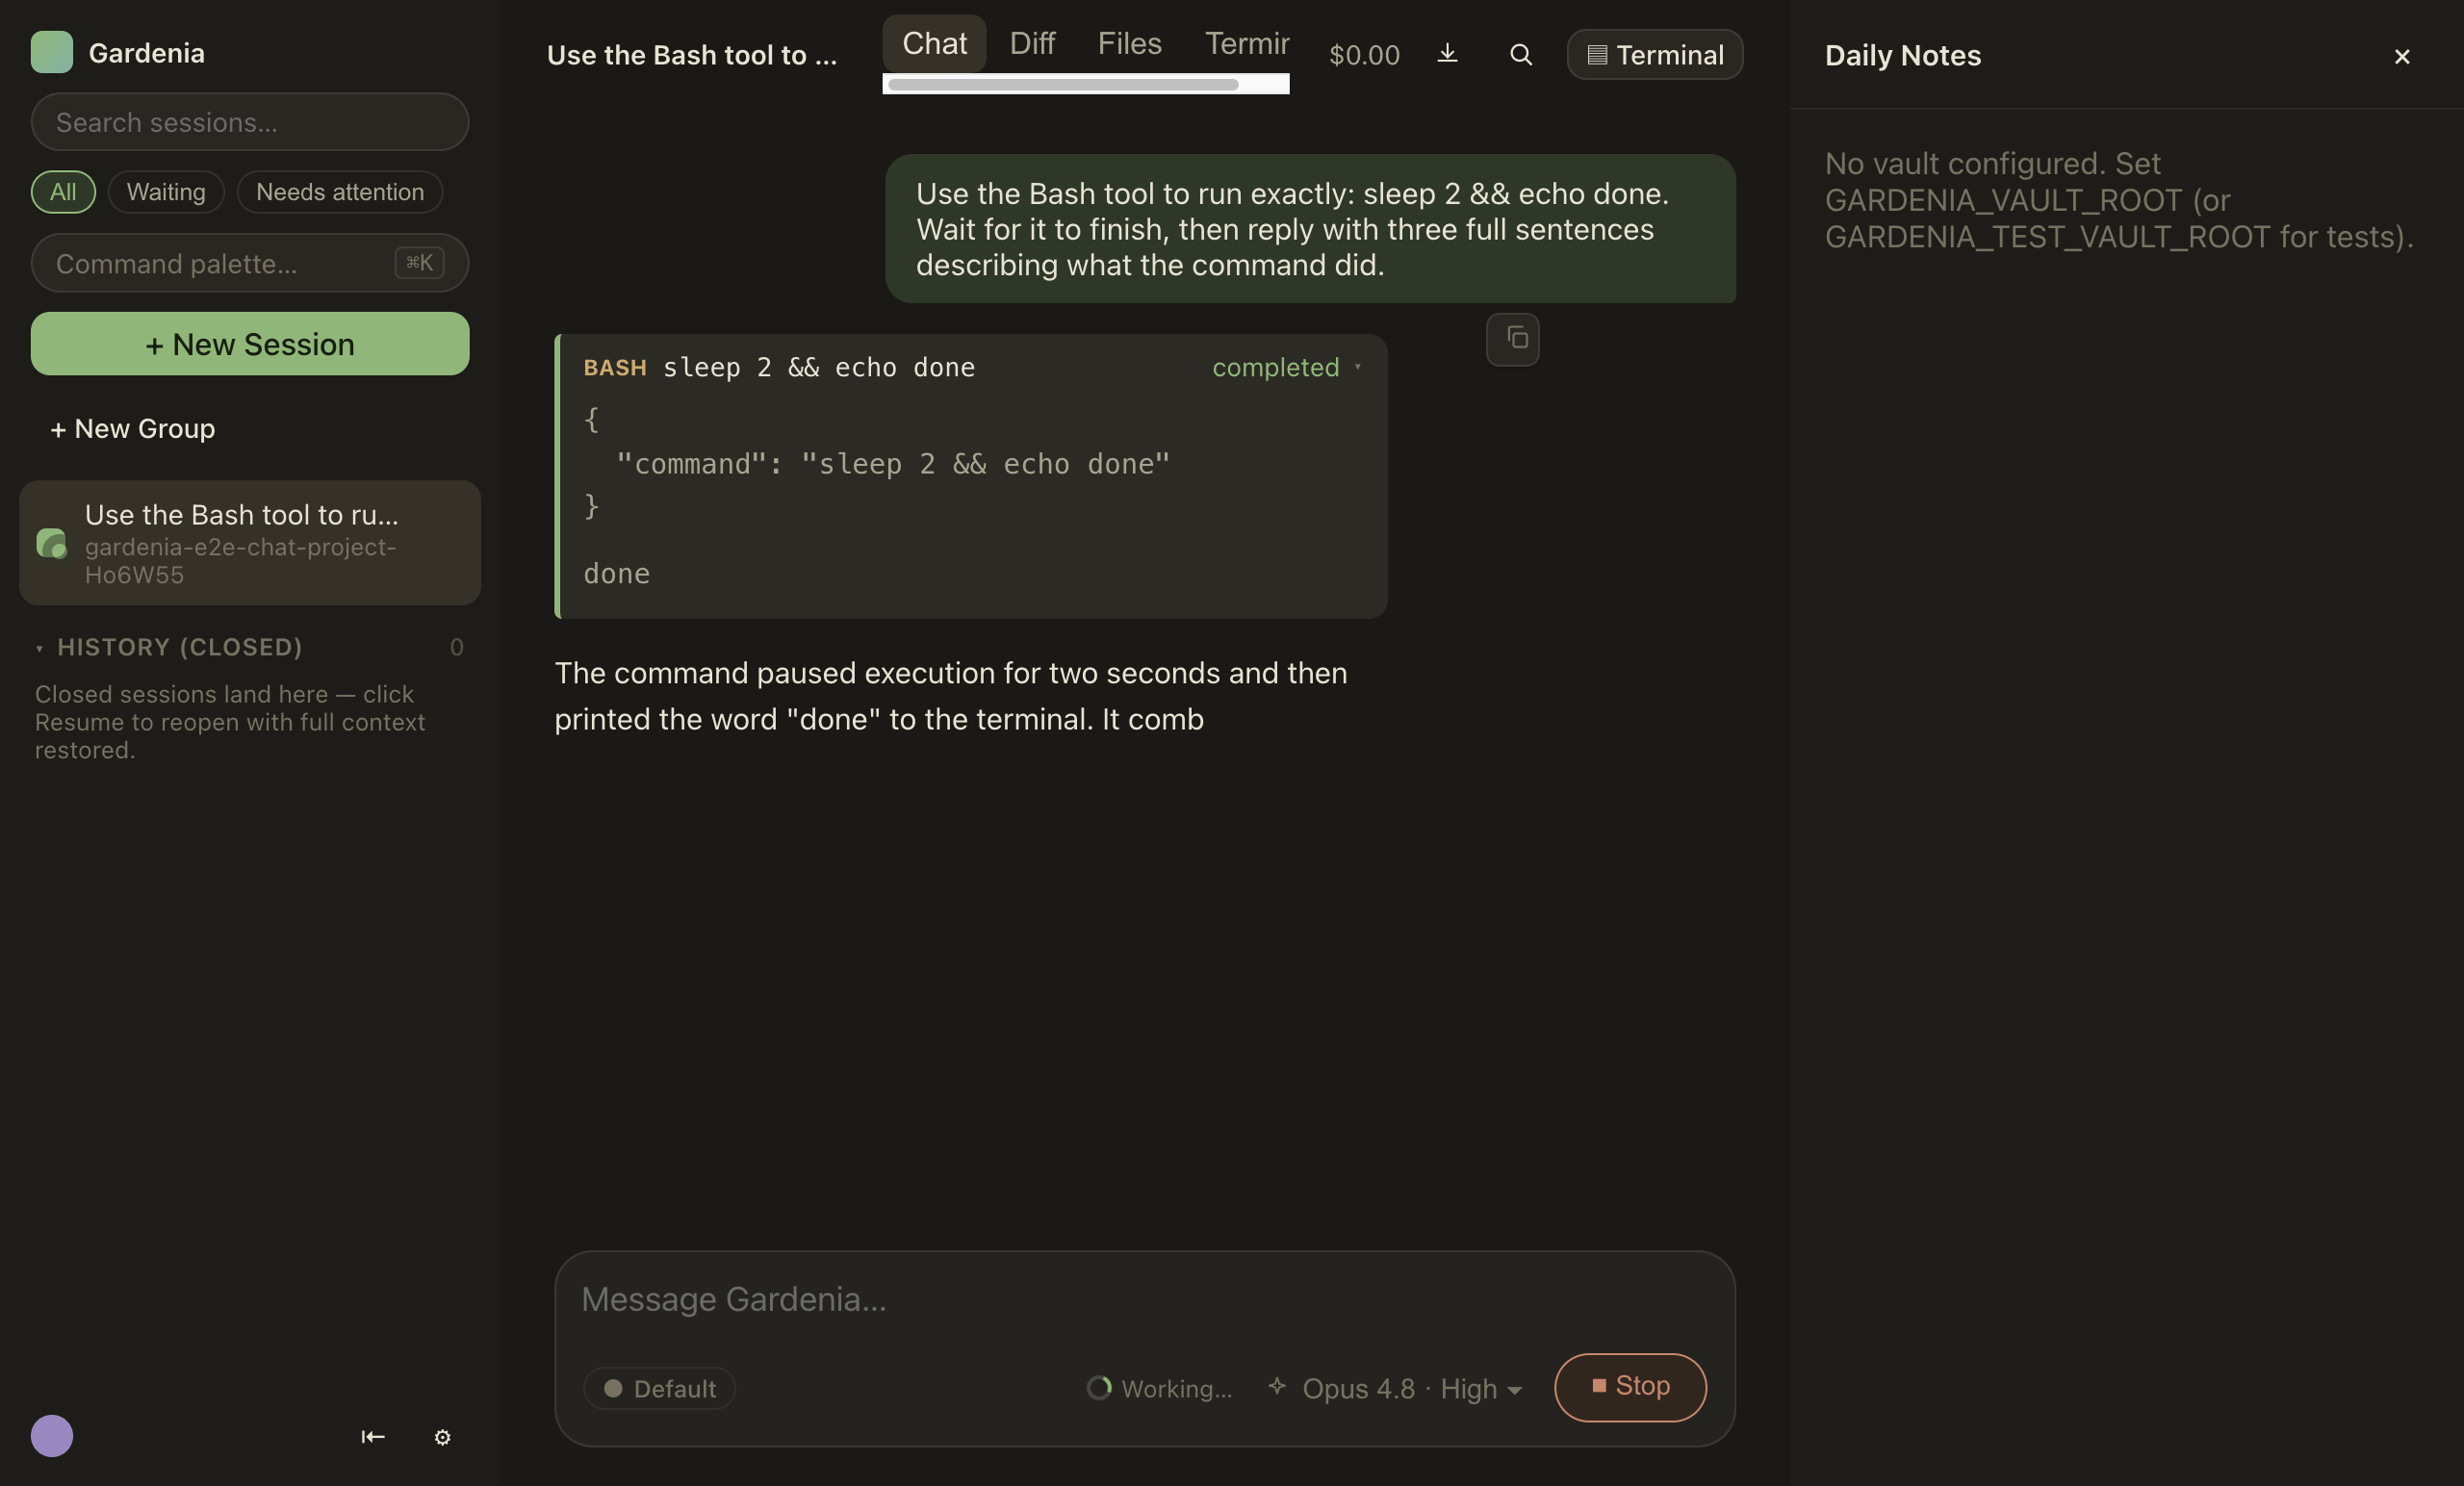 Gardenia
Search sessions...
All
Waiting
Needs attention
Command palette...
⌘K
+ New Session
+ New Group
Use the Bash tool to ru...
gardenia-e2e-chat-project-
Ho6W55
HISTORY (CLOSED)
0
Closed sessions land here — click
Resume to reopen with full context
restored.
Use the Bash tool to ...
Chat
Diff
Files
Termir
$0.00
Terminal
Use the Bash tool to run exactly: sleep 2 && echo done.
Wait for it to finish, then reply with three full sentences
describing what the command did.
BASH sleep 2 && echo done
completed
{
"command": "sleep 2 && echo done"
}
done
The command paused execution for two seconds and then
printed the word "done" to the terminal. It comb
Message Gardenia...
Default
Working...
Opus 4.8 · High
Stop
Daily Notes
No vault configured. Set
GARDENIA_VAULT_ROOT (or
GARDENIA_TEST_VAULT_ROOT for tests).